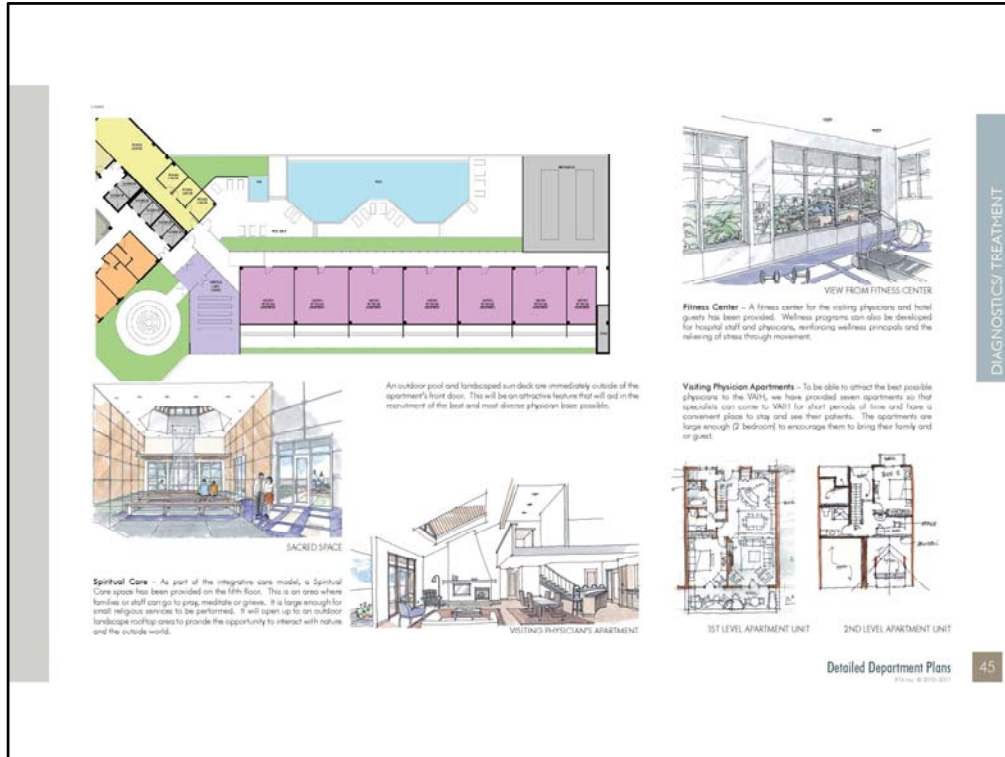 POOL
An outdoor pool and landscaped sun deck are immediately outside of the
apartment's front door. This will be an attractive feature that will aid in the
recruitment of the best and most diverse physician base possible.
SACRED SPACE
Spiritual Care – As part of the integrative care model, a Spiritual
Care space has been provided on the fifth floor. This is an area where
families or staff can go to pray, meditate or grieve. It is large enough for
small religious services to be performed. It will open up to an outdoor
landscape rooftop area to provide the opportunity to interact with nature
and the outside world.
VISITING PHYSICIAN'S APARTMENT
VIEW FROM FITNESS CENTER
Fitness Center – A fitness center for the visiting physicians and hotel
guests has been provided. Wellness programs can also be developed
for hospital staff and physicians, reinforcing wellness principals and the
relieving of stress through movement.
Visiting Physician Apartments – To be able to attract the best possible
physicians to the VAIH, we have provided seven apartments so that
specialists can come to VAIH for short periods of time and have a
convenient place to stay and see their patients. The apartments are
large enough (2 bedroom) to encourage them to bring their family and
or guest.
1ST LEVEL APARTMENT UNIT
2ND LEVEL APARTMENT UNIT
DIAGNOSTICS/ TREATMENT
Detailed Department Plans
45